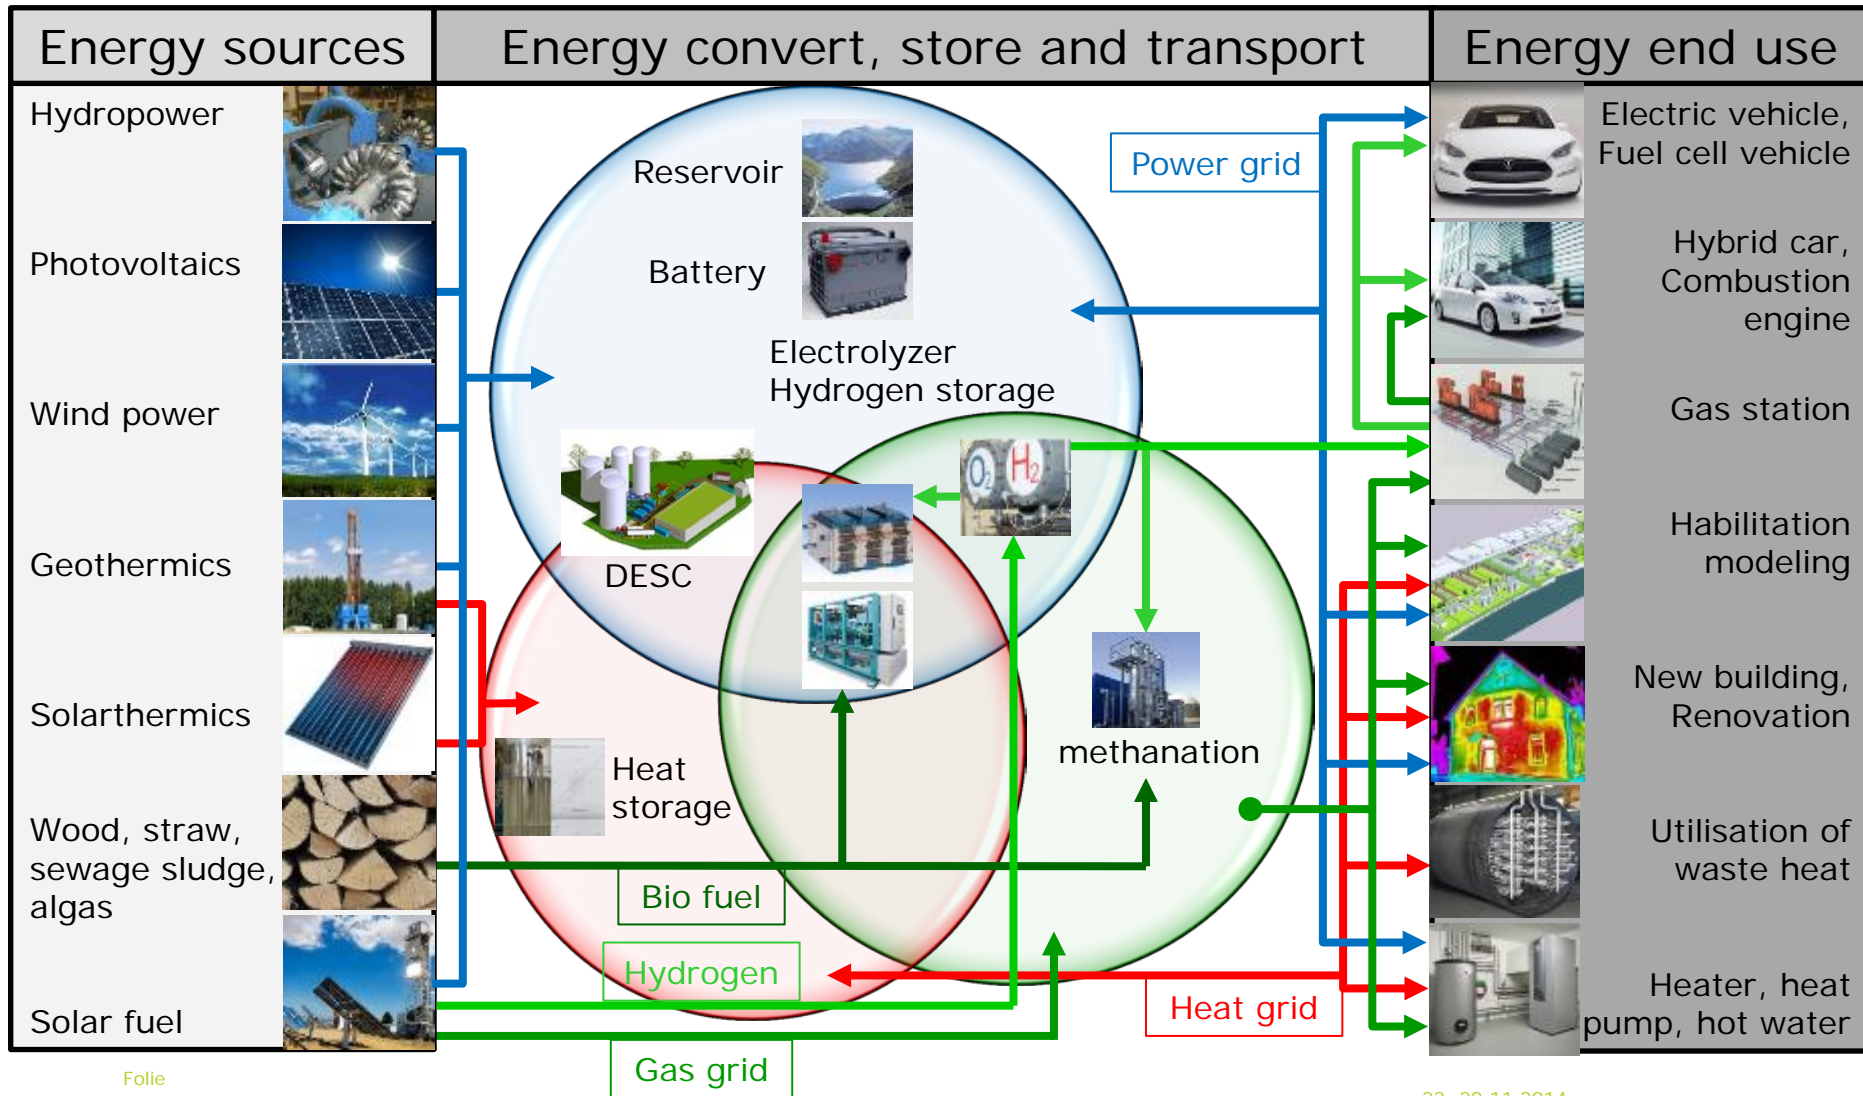 Energy sources
Energy convert, store and transport
Energy end use
Hydropower
Photovoltaics
Wind power
Geothermics
Solarthermics
Wood, straw,
sewage sludge,
algas
Solar fuel
Reservoir
Battery
Electrolyzer
Hydrogen storage
O2
H2
DESC
Heat
storage
methanation
Power grid
Bio fuel
Hydrogen
Gas grid
Heat grid
Electric vehicle,
Fuel cell vehicle
Hybrid car,
Combustion
engine
Gas station
Habilitation
modeling
New building,
Renovation
Utilisation of
waste heat
Heater, heat
pump, hot water
Folie